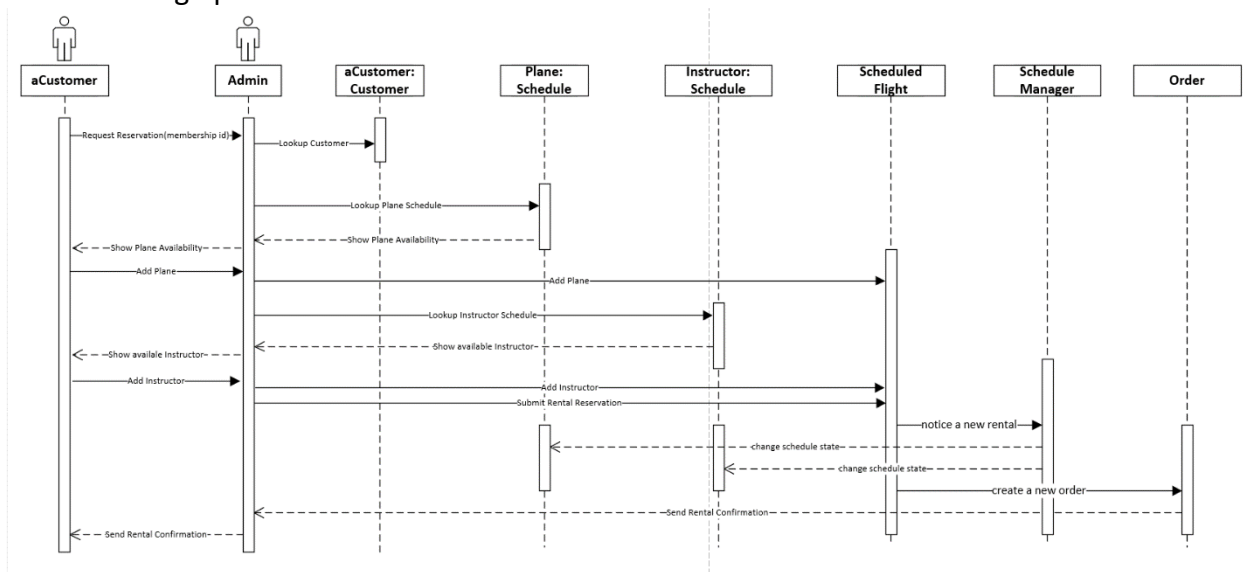 aCustomer
Admin
aCustomer:
Customer
Plane:
Schedule
Instructor:
Schedule
Scheduled
Flight
Schedule
Manager
Order
Request Reservation(membership id)
Lookup Customer
Lookup Plane Schedule
Show Plane Availability
Show Plane Availability
Add Plane
Add Plane
Lookup Instructor Schedule
Show available Instructor
Show availale Instructor
Add Instructor
Add Instructor
Submit Rental Reservation
notice a new rental
change schedule state
change schedule state
create a new order
Send Rental Confirmation
Send Rental Confirmation